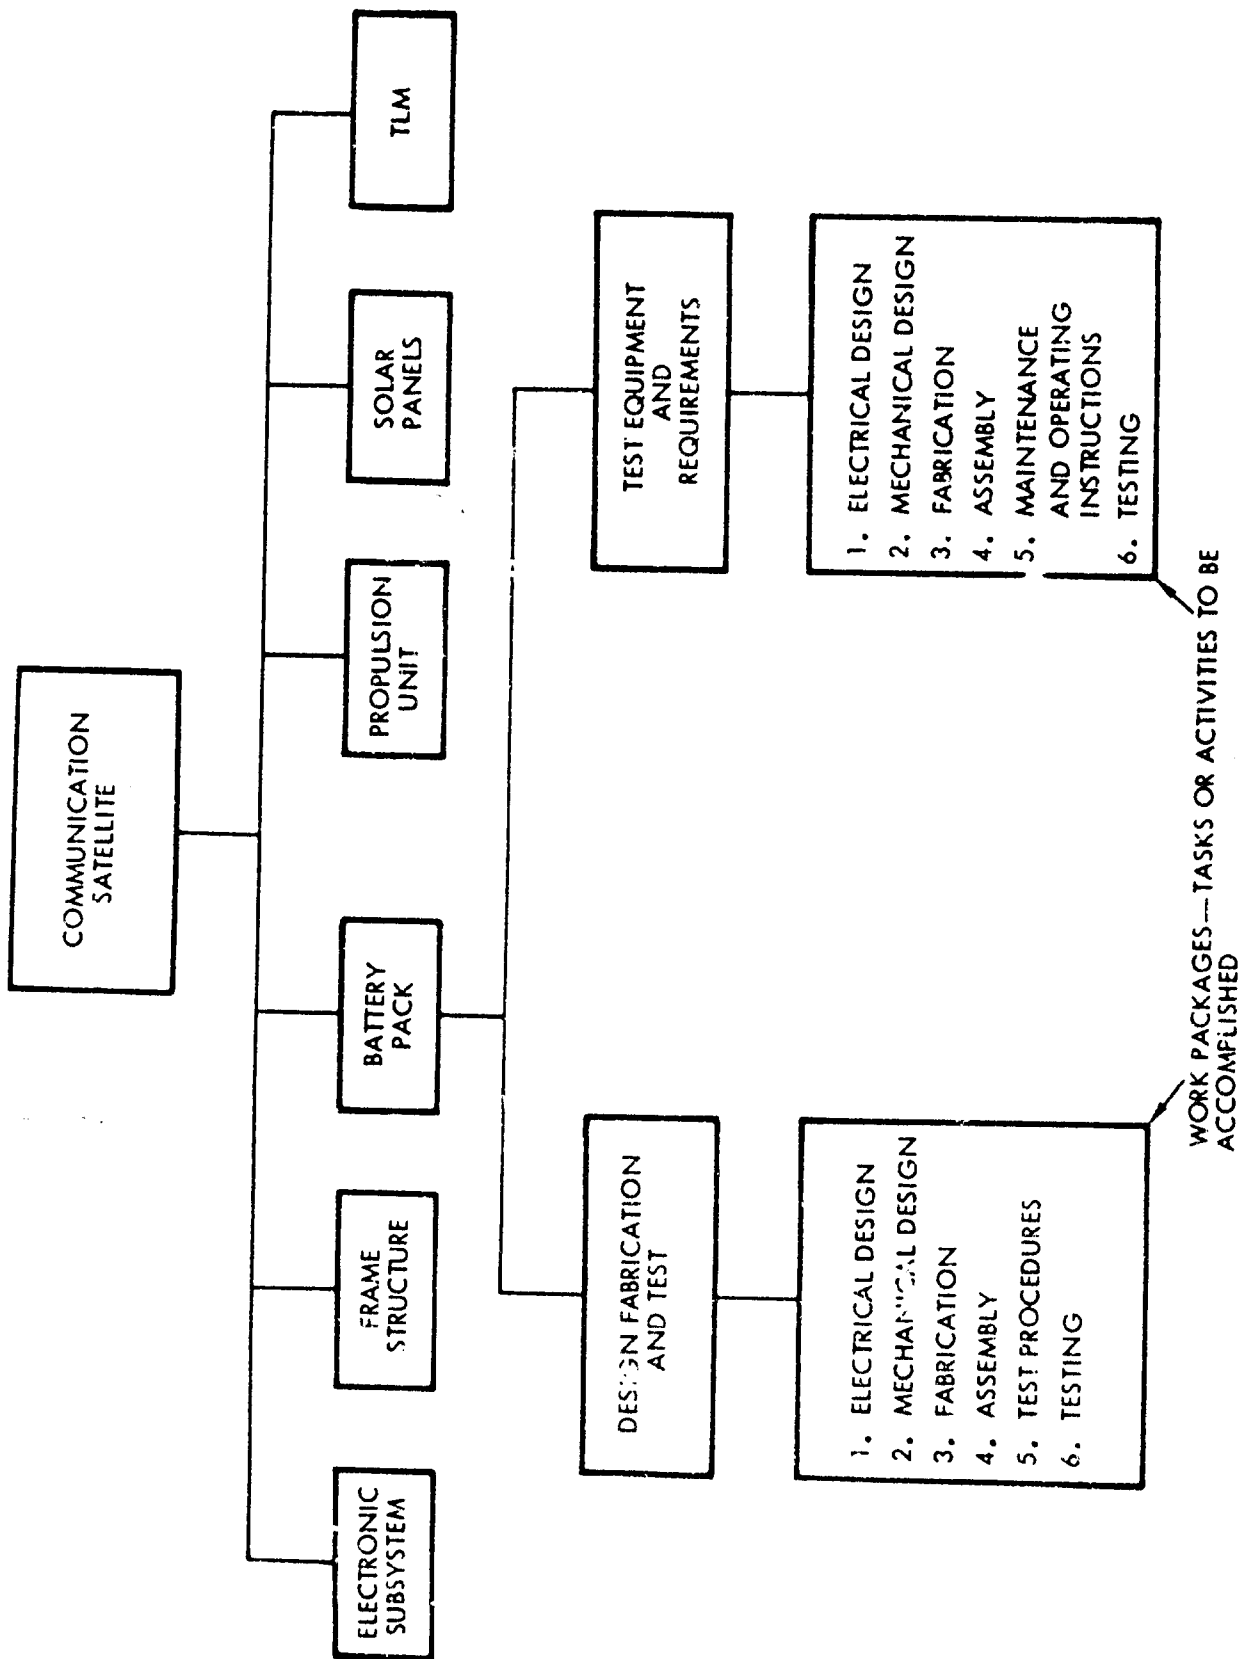 COMMUNICATION
SATELLITE
ELECTRONIC
SUBSYSTEM
FRAME
STRUCTURE
BATTERY
PACK
PROPULSION
UNIT
SOLAR
PANELS
TLM
DESIGN FABRICATION
AND TEST
TEST EQUIPMENT
AND
REQUIREMENTS
1. ELECTRICAL DESIGN
2. MECHANICAL DESIGN
3. FABRICATION
4. ASSEMBLY
5. TEST PROCEDURES
6. TESTING
1. ELECTRICAL DESIGN
2. MECHANICAL DESIGN
3. FABRICATION
4. ASSEMBLY
5. MAINTENANCE
AND OPERATING
INSTRUCTIONS
6. TESTING
WORK PACKAGES—TASKS OR ACTIVITIES TO BE
ACCOMPLISHED